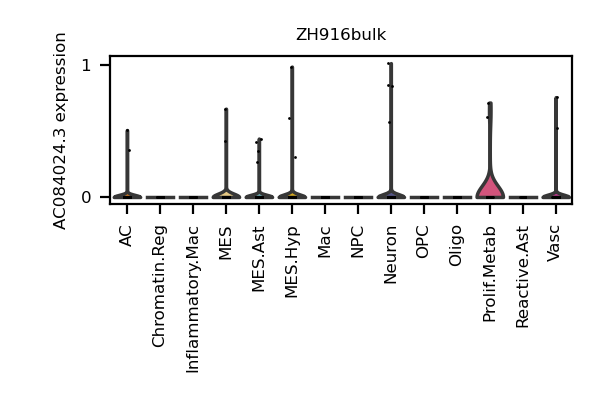 ZH916bulk
AC084024.3 expression
1
0
AC
Chromatin.Reg
Inflammatory.Mac
MES
MES.Ast
MES.Hyp
Mac
NPC
Neuron
OPC
Oligo
Prolif.Metab
Reactive.Ast
Vasc